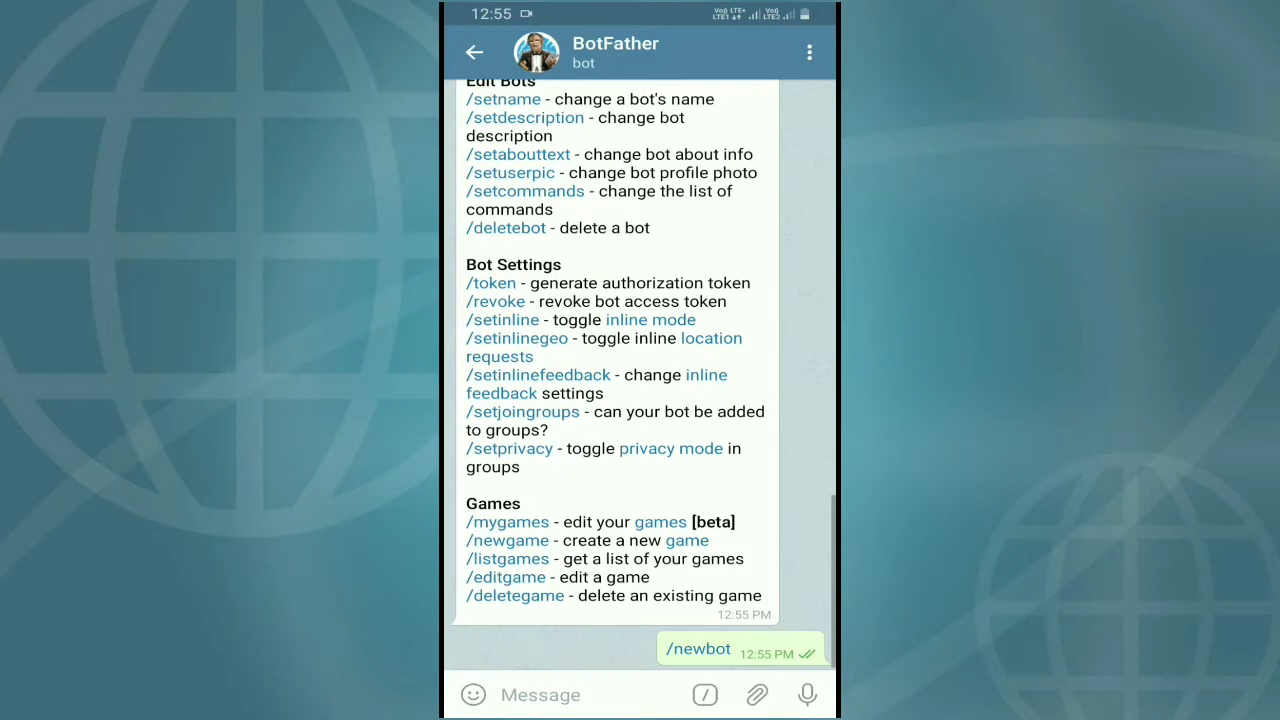 12:55
Vo) LTE+ LTE1 Vo) LTE2
BotFather
bot
Edit Bots
/setname - change a bot's name
/setdescription - change bot
description
/setabouttext - change bot about info
/setuserpic - change bot profile photo
/setcommands - change the list of
commands
/deletebot - delete a bot
Bot Settings
/token - generate authorization token
/revoke - revoke bot access token
/setinline - toggle inline mode
/setinlinegeo - toggle inline location
requests
/setinlinefeedback - change inline
feedback settings
/setjoingroups - can your bot be added
to groups?
/setprivacy - toggle privacy mode in
groups
Games
/mygames - edit your games [beta]
/newgame - create a new game
/listgames - get a list of your games
/editgame - edit a game
/deletegame - delete an existing game
12:55 PM
/newbot 12:55 PM
Message